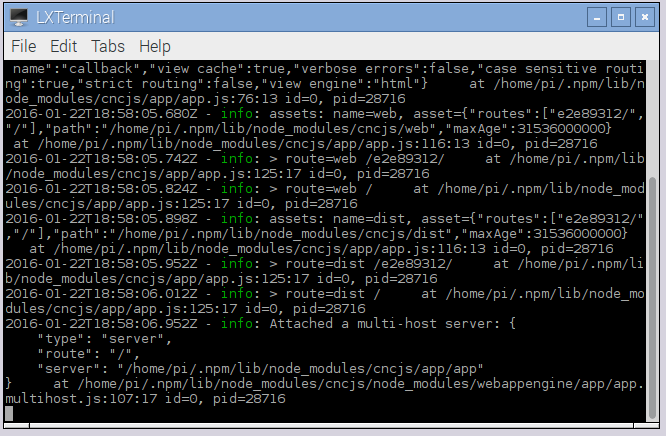 LXTerminal
File Edit Tabs Help
name":"callback","view cache":true,"verbose errors":false,"case sensitive routi
ng":true,"strict routing":false,"view engine":"html"}     at /home/pi/.npm/lib/n
ode_modules/cncjs/app/app.js:76:13 id=0, pid=28716
2016-01-22T18:58:05.680Z - info: assets: name=web, asset={"routes":["e2e89312/",
"/"],"path":"/home/pi/.npm/lib/node_modules/cncjs/web","maxAge":31536000000}
 at /home/pi/.npm/lib/node_modules/cncjs/app/app.js:116:13 id=0, pid=28716
2016-01-22T18:58:05.742Z - info: > route=web /e2e89312/     at /home/pi/.npm/lib
/node_modules/cncjs/app/app.js:125:17 id=0, pid=28716
2016-01-22T18:58:05.824Z - info: > route=web /     at /home/pi/.npm/lib/node_mod
ules/cncjs/app/app.js:125:17 id=0, pid=28716
2016-01-22T18:58:05.898Z - info: assets: name=dist, asset={"routes":["e2e89312/"
,"/"],"path":"/home/pi/.npm/lib/node_modules/cncjs/dist","maxAge":31536000000}
   at /home/pi/.npm/lib/node_modules/cncjs/app/app.js:116:13 id=0, pid=28716
2016-01-22T18:58:05.952Z - info: > route=dist /e2e89312/     at /home/pi/.npm/li
b/node_modules/cncjs/app/app.js:125:17 id=0, pid=28716
2016-01-22T18:58:06.012Z - info: > route=dist /     at /home/pi/.npm/lib/node_mo
dules/cncjs/app/app.js:125:17 id=0, pid=28716
2016-01-22T18:58:06.952Z - info: Attached a multi-host server: {
    "type": "server",
    "route": "/",
    "server": "/home/pi/.npm/lib/node_modules/cncjs/app/app"
}     at /home/pi/.npm/lib/node_modules/cncjs/node_modules/webappengine/app/app.
multihost.js:107:17 id=0, pid=28716